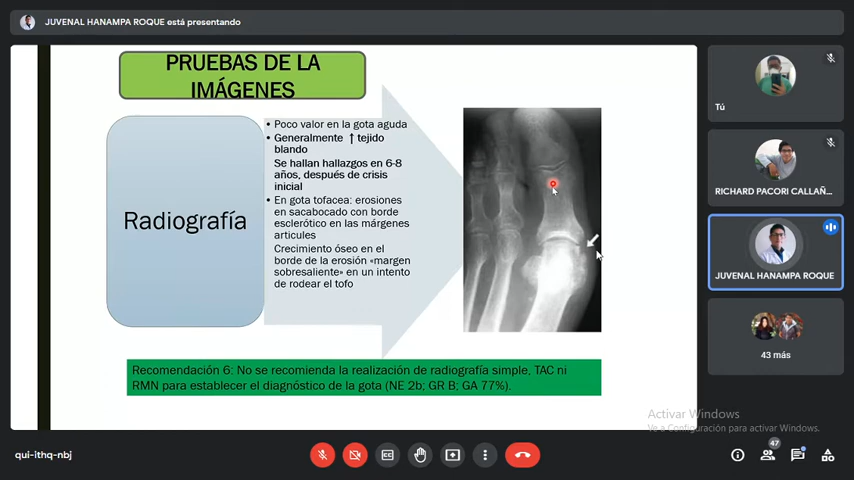 JUVENAL HANAMPA ROQUE está presentando
PRUEBAS DE LA
IMÁGENES
Radiografía
• Poco valor en la gota aguda
• Generalmente ↑ tejido
blando
Se hallan hallazgos en 6-8
años, después de crisis
inicial
• En gota tofacea: erosiones
en sacabocado con borde
esclerótico en las márgenes
articules
Crecimiento óseo en el
borde de la erosión «margen
sobresaliente» en un intento
de rodear el tofo
Recomendación 6: No se recomienda la realización de radiografía simple, TAC ni
RMN para establecer el diagnóstico de la gota (NE 2b; GR B; GA 77%).
Tú
RICHARD PACORI CALLAÑ...
JUVENAL HANAMPA ROQUE
43 más
Activar Windows
Ve a Configuración para activar Windows.
qui-ithq-nbj
47